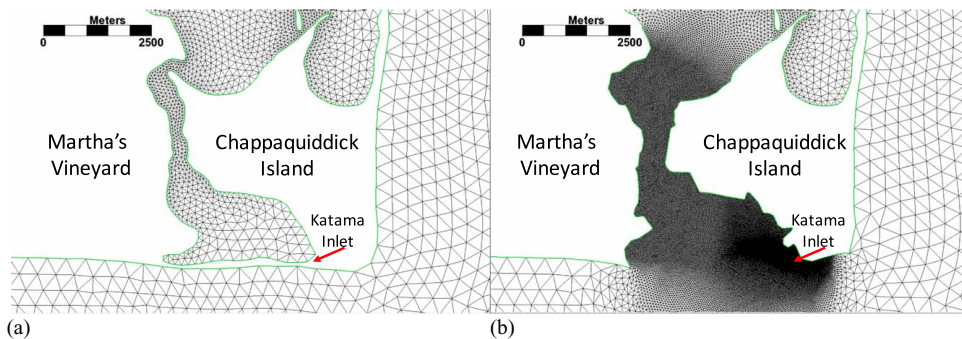 Meters
0 2500
Martha's
Vineyard
Chappaquiddick
Island
Katama
Inlet
(a)
Meters
0 2500
Martha's
Vineyard
Chappaquiddick
Island
Katama
Inlet
(b)